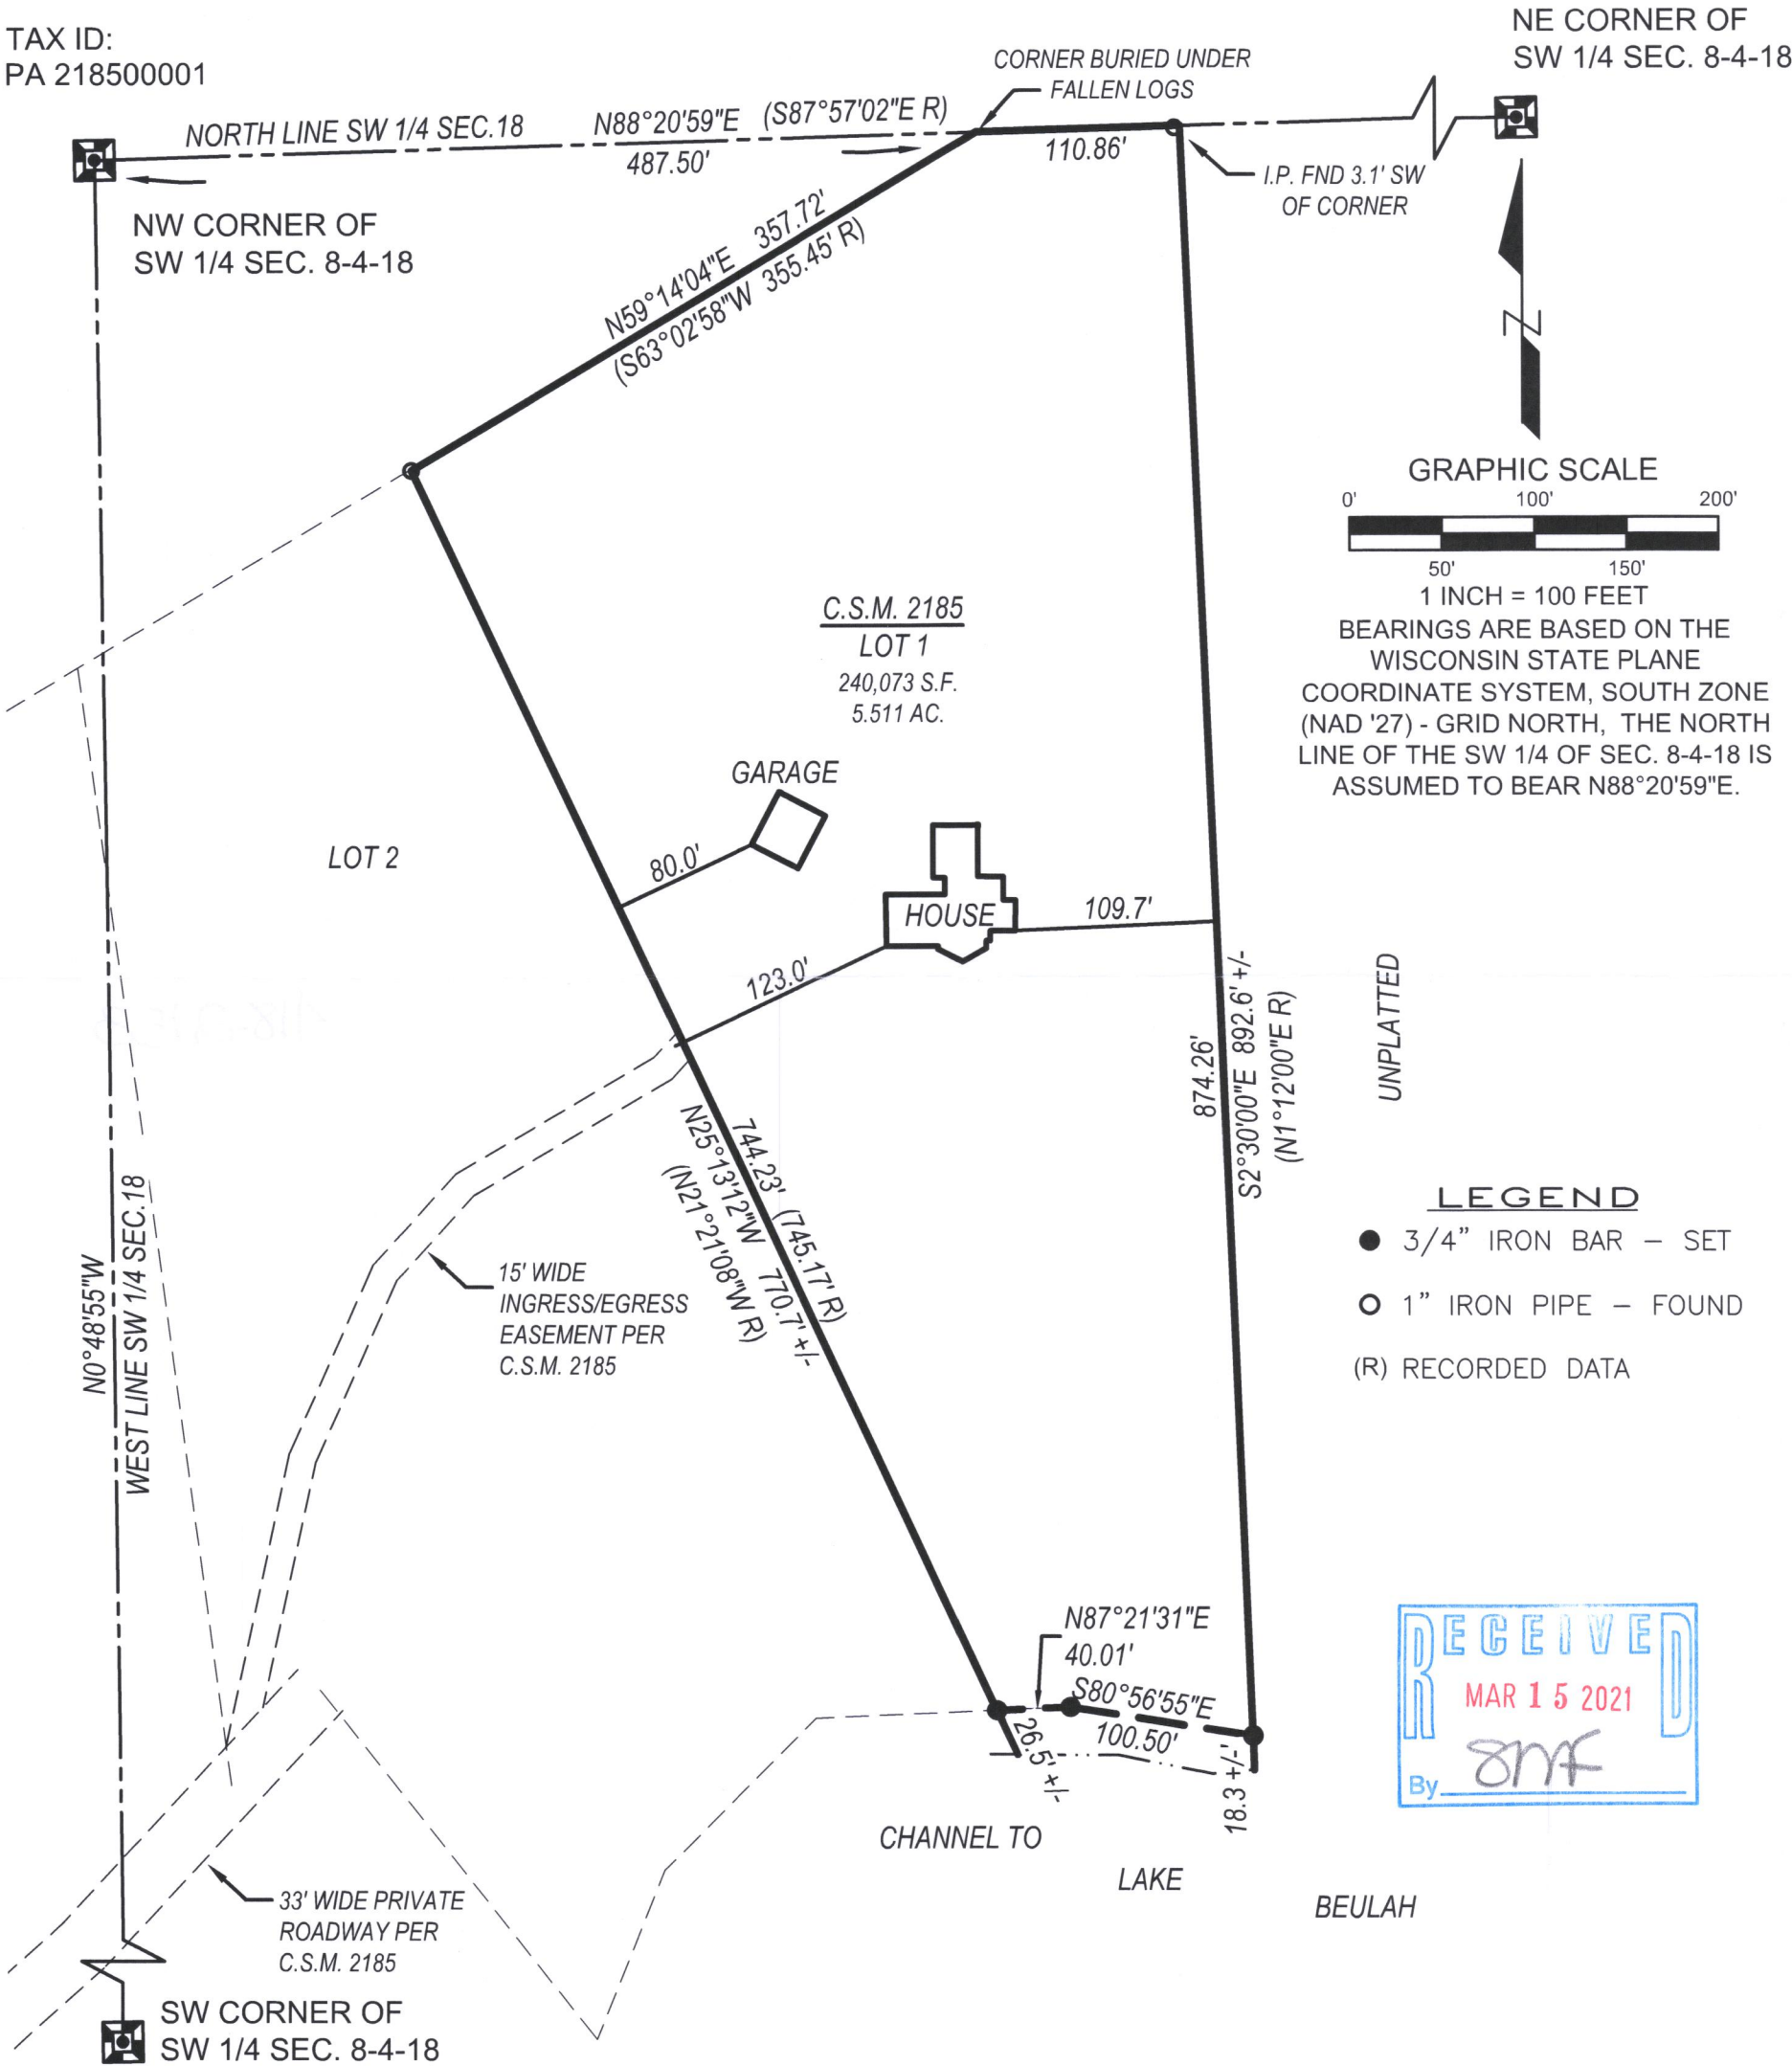 TAX ID:
PA 218500001
NE CORNER OF
SW 1/4 SEC. 8-4-18
CORNER BURIED UNDER
FALLEN LOGS
NORTH LINE SW 1/4 SEC.18
N88°20'59"E (S87°57'02"E R)
487.50'
110.86'
I.P. FND 3.1' SW
OF CORNER
NW CORNER OF
SW 1/4 SEC. 8-4-18
N59°14'04"E 357.72'
(S63°02'58"W 355.45' R)
N
GRAPHIC SCALE
0' 100' 200'
50' 150'
1 INCH = 100 FEET
BEARINGS ARE BASED ON THE
WISCONSIN STATE PLANE
COORDINATE SYSTEM, SOUTH ZONE
(NAD '27) - GRID NORTH, THE NORTH
LINE OF THE SW 1/4 OF SEC. 8-4-18 IS
ASSUMED TO BEAR N88°20'59"E.
C.S.M. 2185
LOT 1
240,073 S.F.
5.511 AC.
GARAGE
LOT 2
80.0'
HOUSE
109.7'
123.0'
874.26'
S2°30'00"E 892.6' +/-
(N1°12'00"E R)
UNPLATTED
744.23' (745.17' R)
N25°13'12"W 770.7' +/-
(N21°21'08"W R)
N0°48'55"W
WEST LINE SW 1/4 SEC.18
15' WIDE
INGRESS/EGRESS
EASEMENT PER
C.S.M. 2185
LEGEND
3/4" IRON BAR – SET
1" IRON PIPE – FOUND
(R) RECORDED DATA
N87°21'31"E
40.01'
S80°56'55"E
100.50'
26.5' +/-
18.3 +/-'
RECEIVED
MAR 15 2021
By
CHANNEL TO
LAKE
BEULAH
33' WIDE PRIVATE
ROADWAY PER
C.S.M. 2185
SW CORNER OF
SW 1/4 SEC. 8-4-18